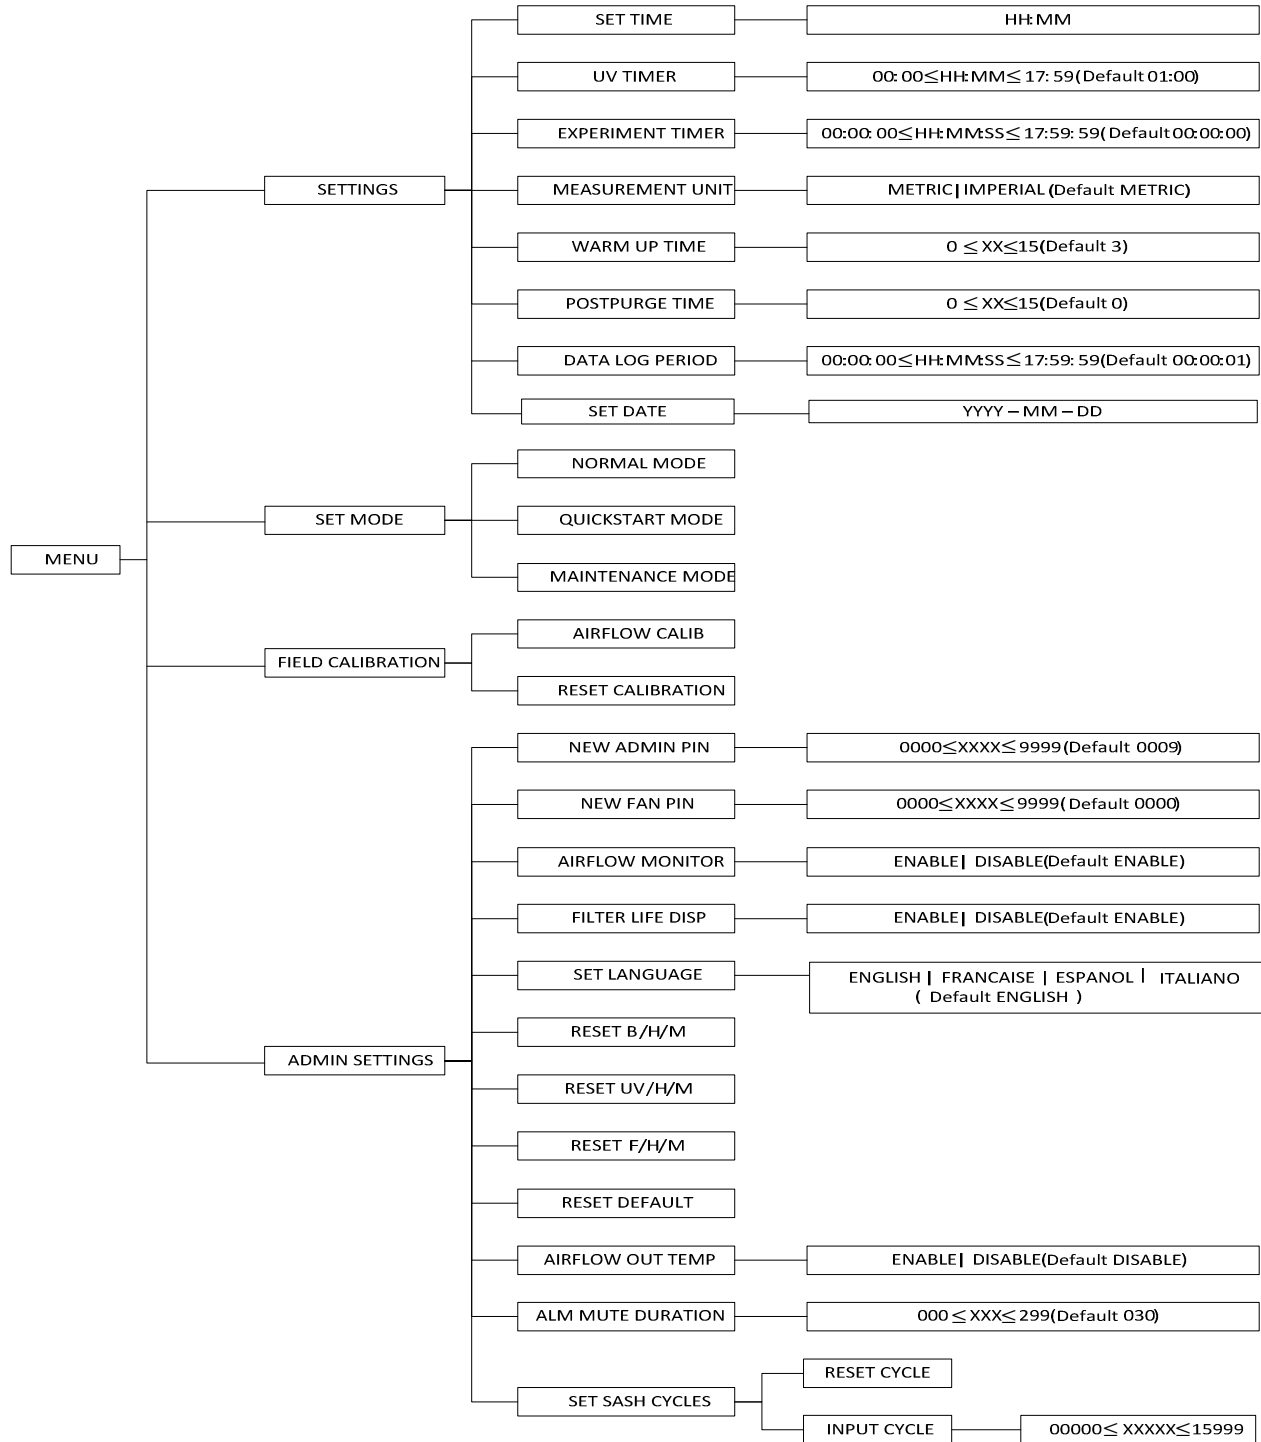 SET TIME HH:MM
UV TIMER 00:00≤HH:MM≤17:59(Default 01:00)
EXPERIMENT TIMER 00:00:00≤HH:MM:SS≤17:59:59(Default 00:00:00)
SETTINGS MEASUREMENT UNIT METRIC| IMPERIAL (Default METRIC)
WARM UP TIME 0 ≤ XX≤15(Default 3)
POSTPURGE TIME 0 ≤ XX≤15(Default 0)
DATA LOG PERIOD 00:00:00≤HH:MM:SS≤17:59:59(Default 00:00:01)
SET DATE YYYY – MM – DD
NORMAL MODE
SET MODE QUICKSTART MODE
MENU
MAINTENANCE MODE
AIRFLOW CALIB
FIELD CALIBRATION
RESET CALIBRATION
NEW ADMIN PIN 0000≤XXXX≤9999(Default 0009)
NEW FAN PIN 0000≤XXXX≤9999(Default 0000)
AIRFLOW MONITOR ENABLE| DISABLE(Default ENABLE)
FILTER LIFE DISP ENABLE| DISABLE(Default ENABLE)
SET LANGUAGE ENGLISH | FRANCAISE | ESPANOL | ITALIANO
( Default ENGLISH )
RESET B/H/M
ADMIN SETTINGS
RESET UV/H/M
RESET F/H/M
RESET DEFAULT
AIRFLOW OUT TEMP ENABLE| DISABLE(Default DISABLE)
ALM MUTE DURATION 000 ≤ XXX≤ 299(Default 030)
RESET CYCLE
SET SASH CYCLES
INPUT CYCLE 00000≤ XXXXX≤15999